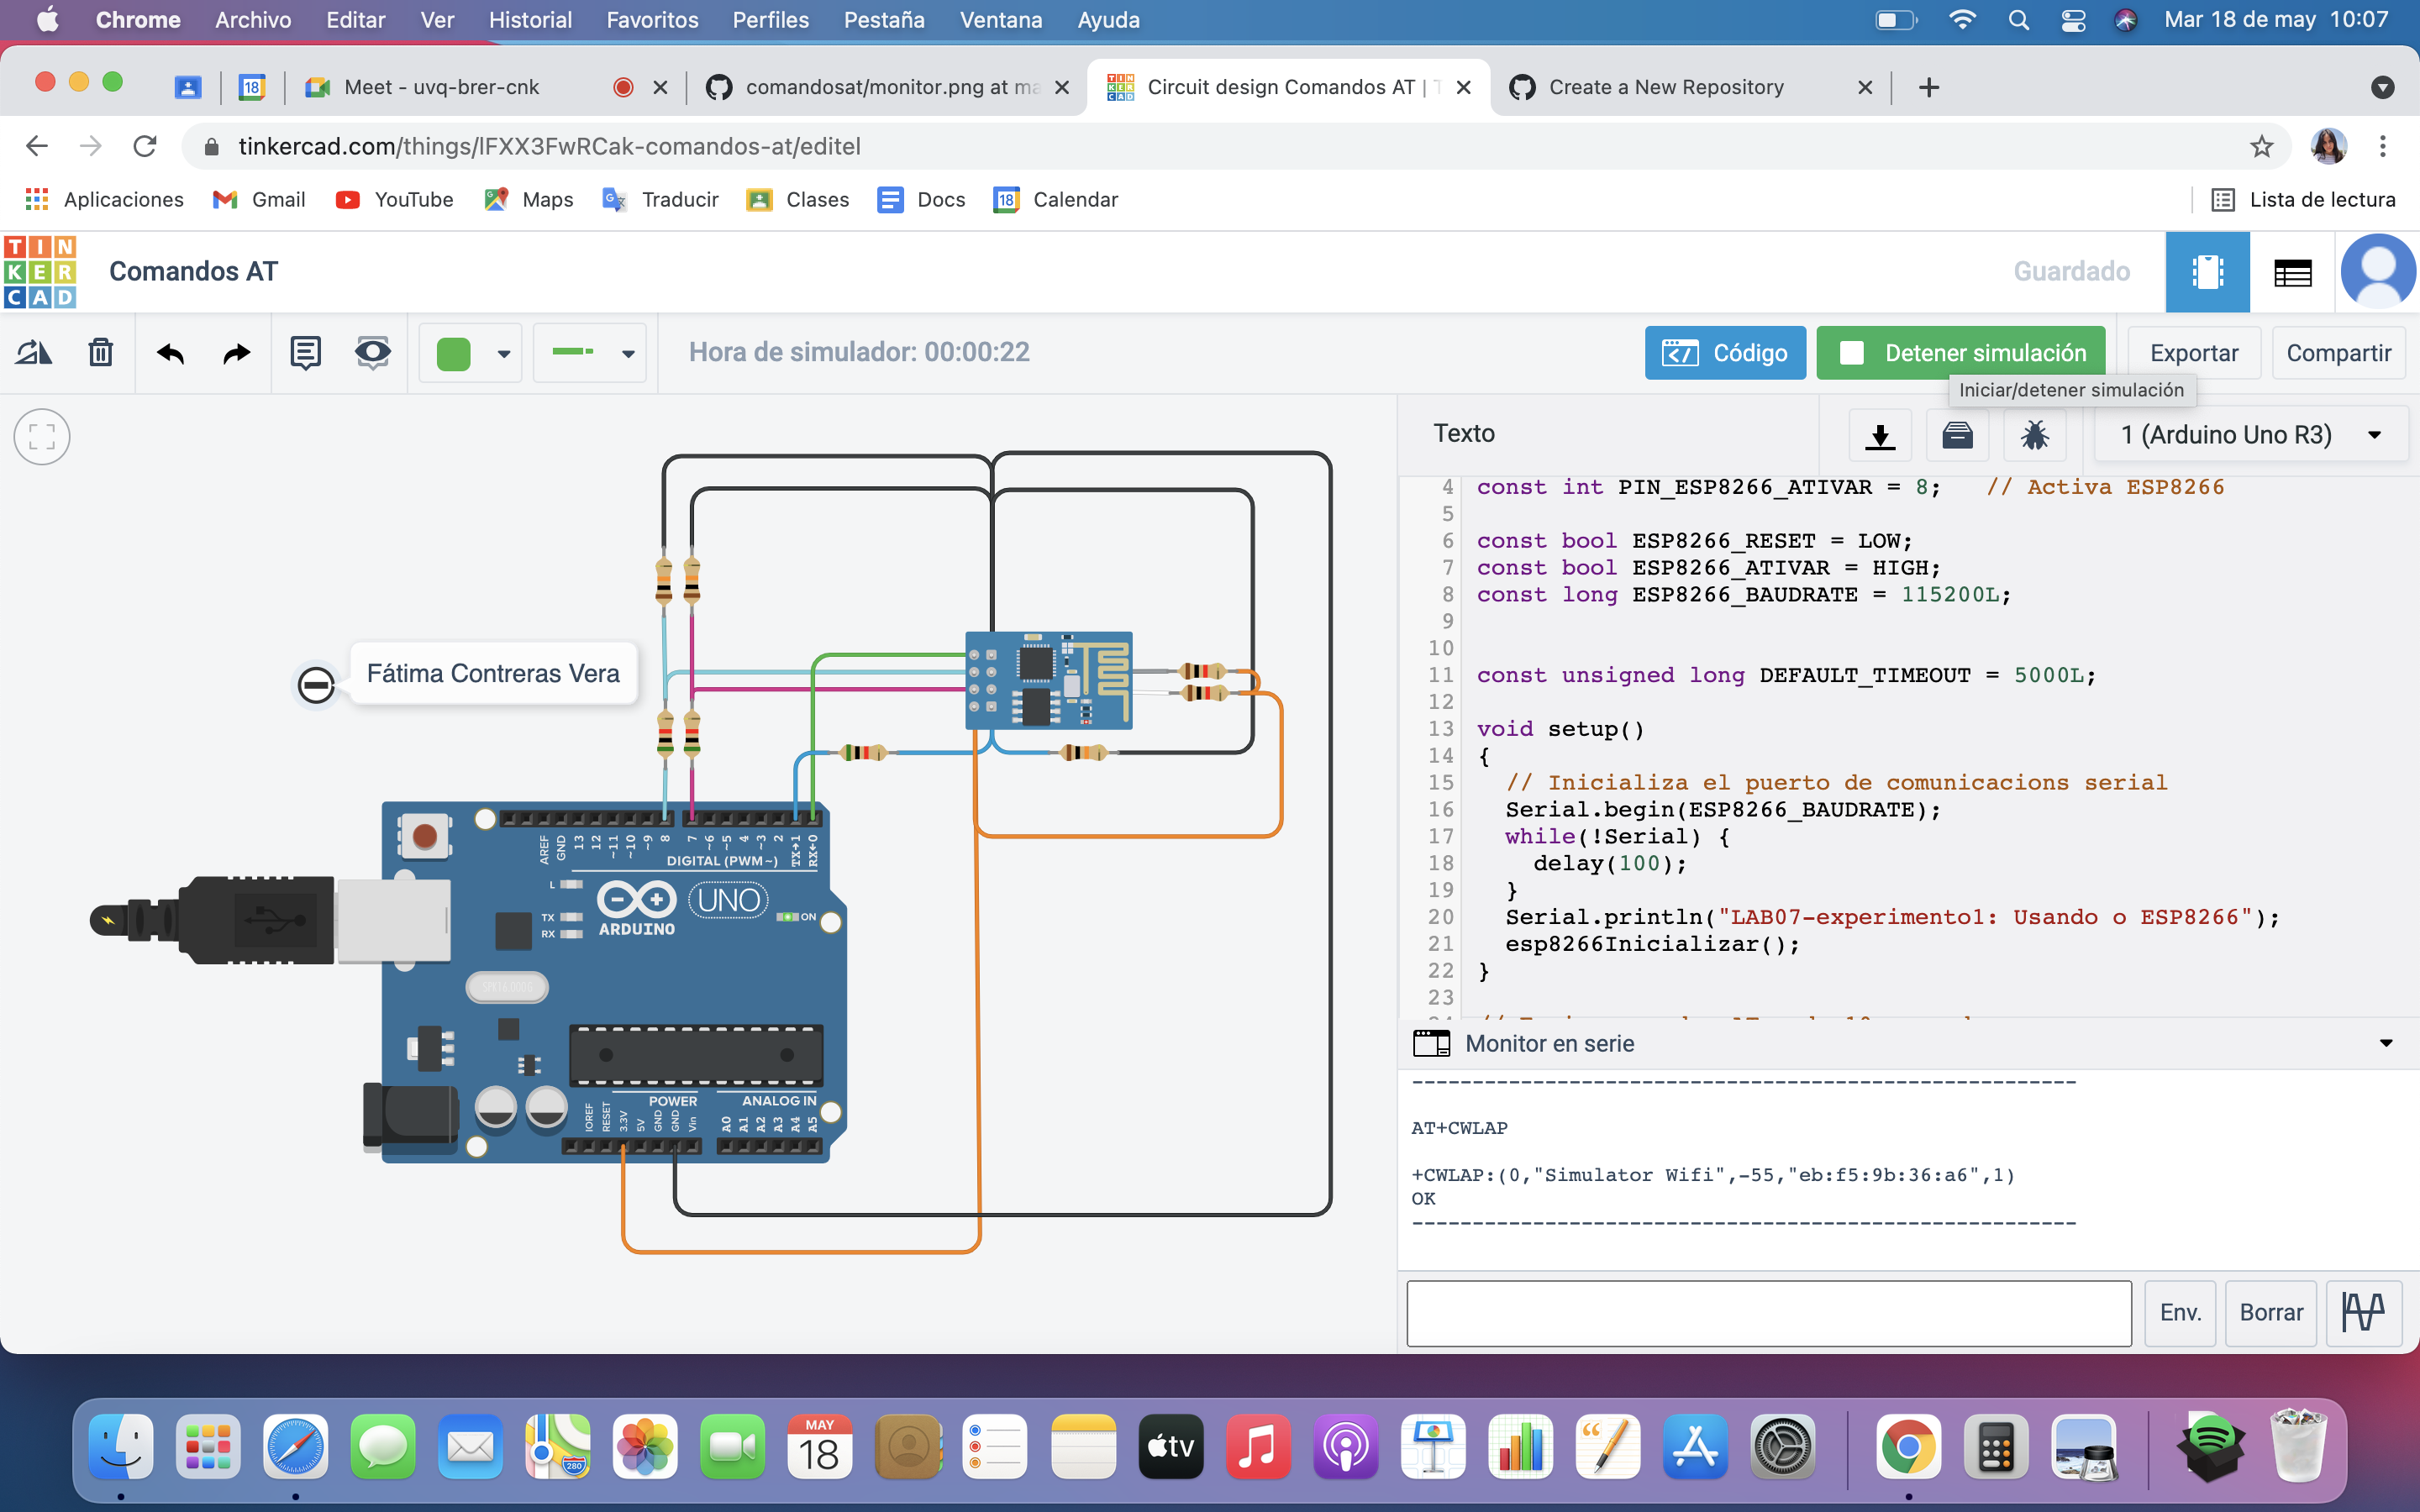 Chrome Archivo Editar Ver Historial Favoritos Perfiles Pestaña Ventana Ayuda Mar 18 de may 10:07
18 Meet - uvq-brer-cnk comandosat/monitor.png at ma Circuit design Comandos AT | T Create a New Repository
tinkercad.com/things/lFXX3FwRCak-comandos-at/editel
Aplicaciones Gmail YouTube Maps Traducir Clases Docs 18 Calendar Lista de lectura
TINKERCAD Comandos AT Guardado
Hora de simulador: 00:00:22 Código Detener simulación Exportar Compartir
Iniciar/detener simulación
Texto 1 (Arduino Uno R3)
4 const int PIN_ESP8266_ATIVAR = 8; // Activa ESP8266
5
6 const bool ESP8266_RESET = LOW;
7 const bool ESP8266_ATIVAR = HIGH;
8 const long ESP8266_BAUDRATE = 115200L;
9
10
11 const unsigned long DEFAULT_TIMEOUT = 5000L;
12
13 void setup()
14 {
15 // Inicializa el puerto de comunicacions serial
16 Serial.begin(ESP8266_BAUDRATE);
17 while(!Serial) {
18 delay(100);
19 }
20 Serial.println("LAB07-experimento1: Usando o ESP8266");
21 esp8266Inicializar();
22 }
23
Fátima Contreras Vera
AREF GND 13 12 ~11 ~10 ~9 8 7 ~6 ~5 4 ~3 2 TX→1 RX←0
DIGITAL (PWM~)
L
TX
RX
ARDUINO
UNO
ON
POWER ANALOG IN
IOREF RESET 3.3V 5V GND GND Vin A0 A1 A2 A3 A4 A5
Monitor en serie
------------------------------------------------------
AT+CWLAP
+CWLAP:(0,"Simulator Wifi",-55,"eb:f5:9b:36:a6",1)
OK
------------------------------------------------------
Env. Borrar
MAY
18
280
tv